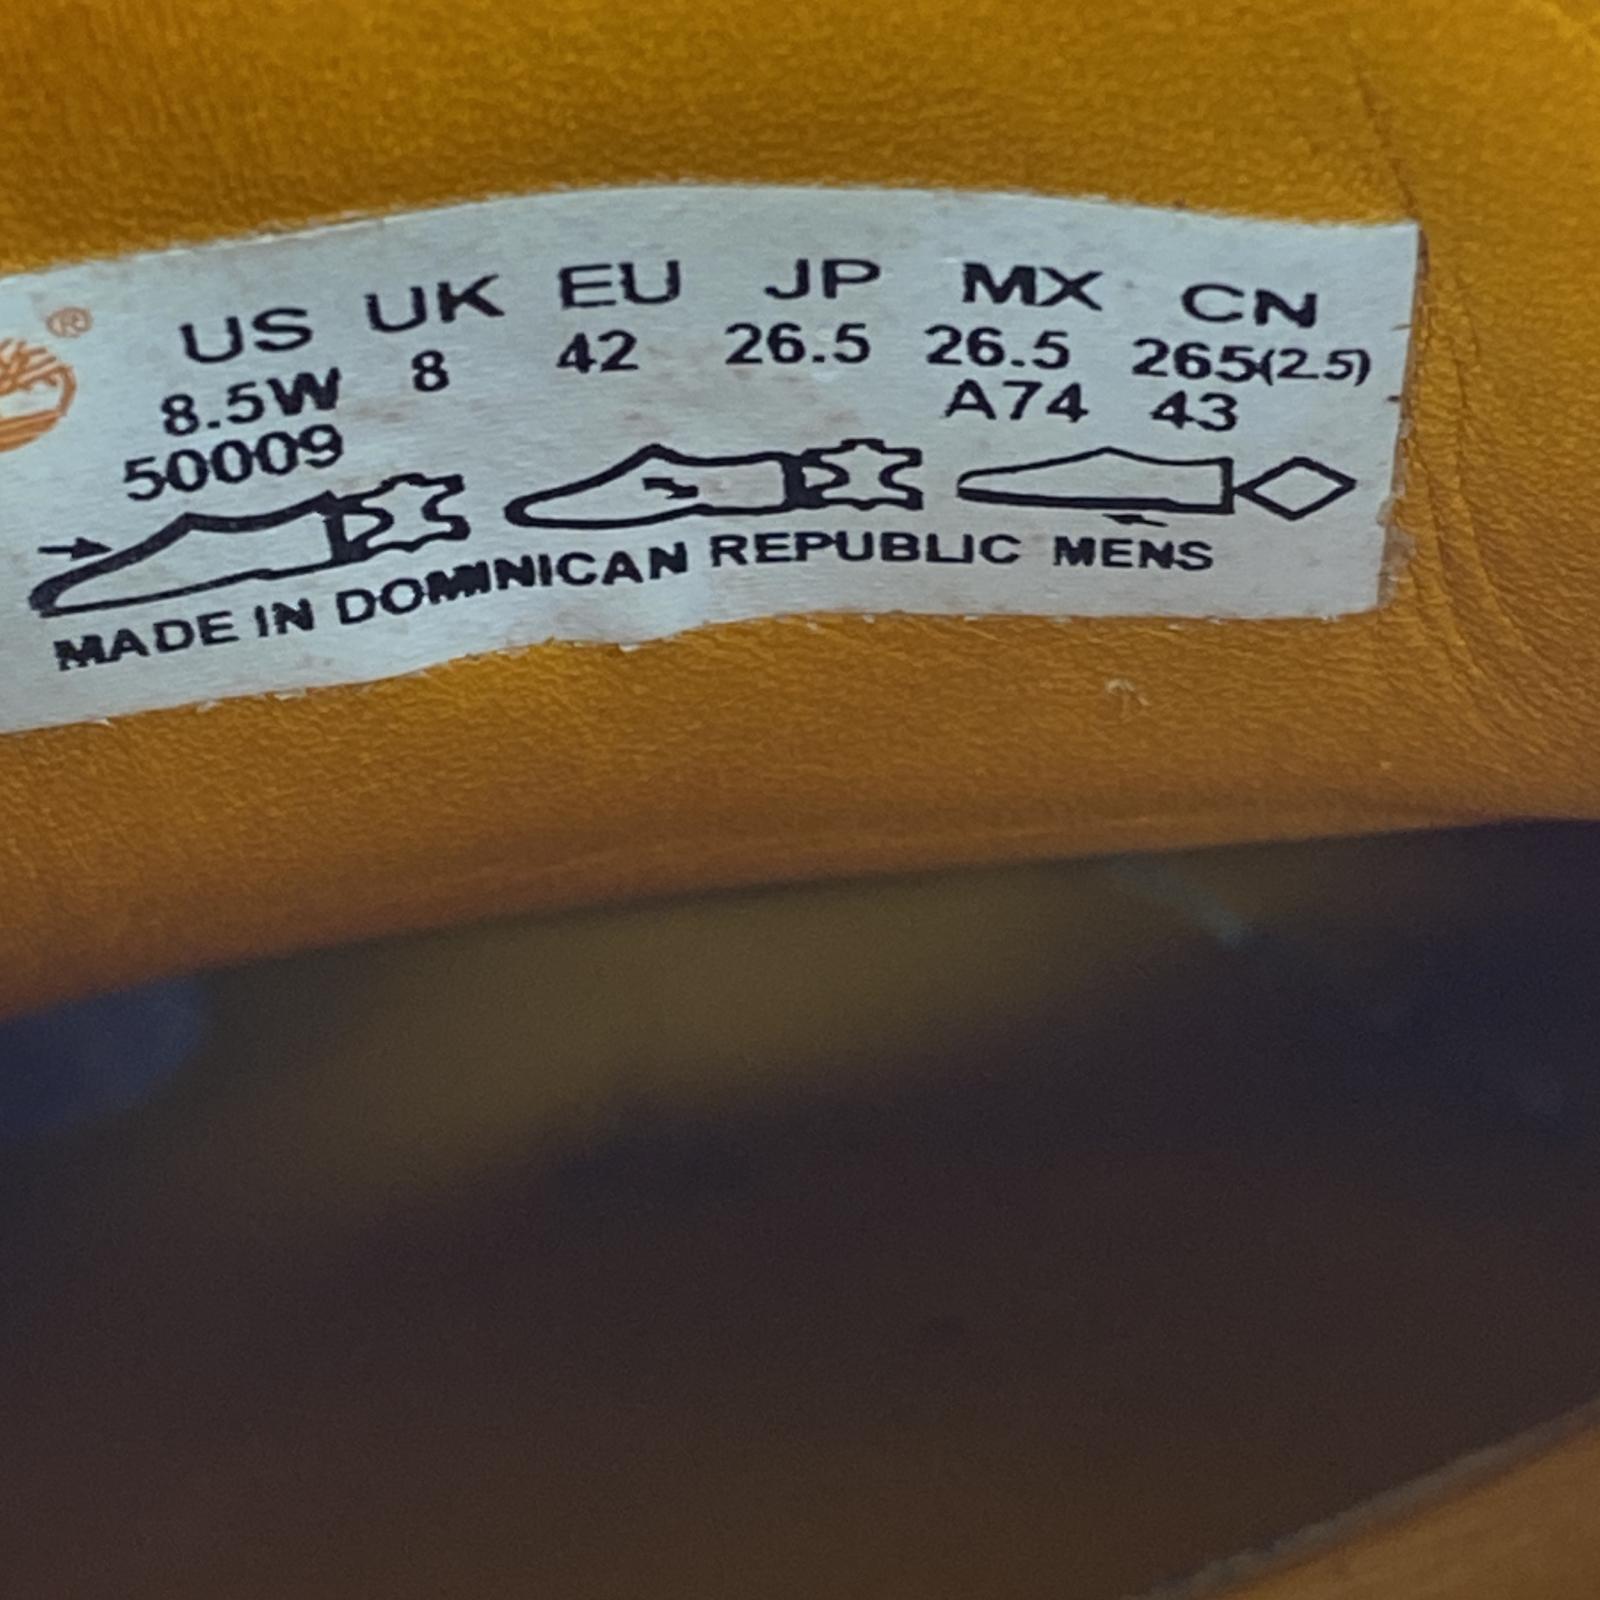 ®
US UK EU JP MX CN
8.5W 8 42 26.5 26.5 265(2.5)
50009 A74 43
MADE IN DOMINICAN REPUBLIC MENS